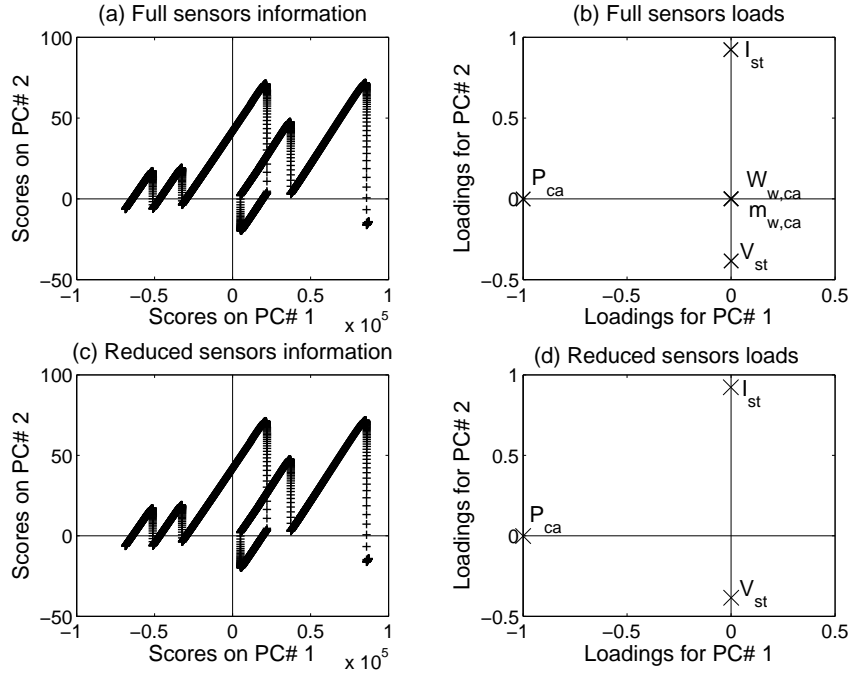 (a) Full sensors information
Scores on PC# 2
100
50
0
−50
−1
−0.5
0
0.5
1
x 10^5
Scores on PC# 1
(b) Full sensors loads
Loadings for PC# 2
1
0.5
0
−0.5
−1
−0.5
0
0.5
Loadings for PC# 1
I_st
P_ca
W_w,ca
m_w,ca
V_st
(c) Reduced sensors information
Scores on PC# 2
100
50
0
−50
−1
−0.5
0
0.5
1
x 10^5
Scores on PC# 1
(d) Reduced sensors loads
Loadings for PC# 2
1
0.5
0
−0.5
−1
−0.5
0
0.5
Loadings for PC# 1
I_st
P_ca
V_st